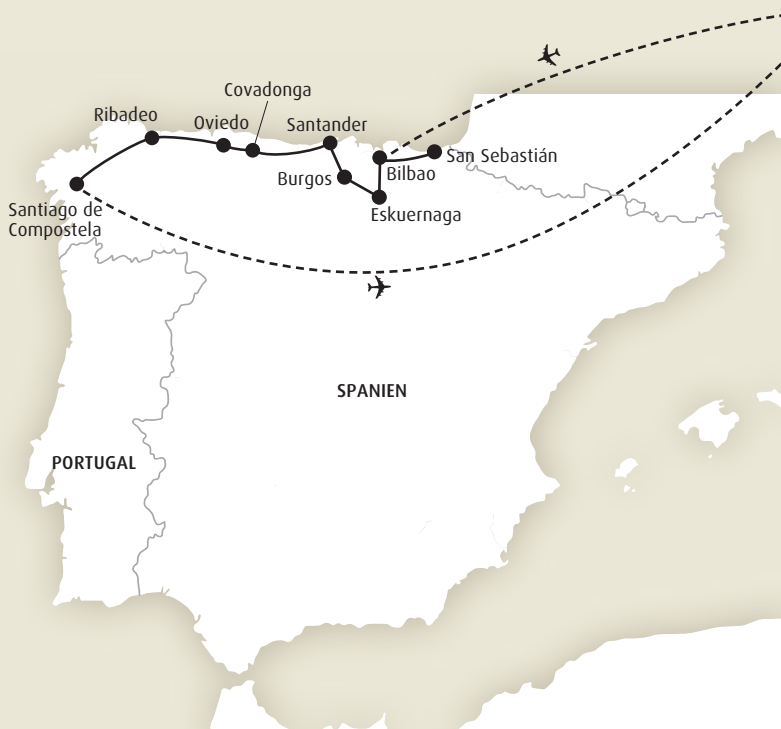 Covadonga
Ribadeo
Oviedo
Santander
San Sebastián
Bilbao
Burgos
Eskuernaga
Santiago de
Compostela
SPANIEN
PORTUGAL